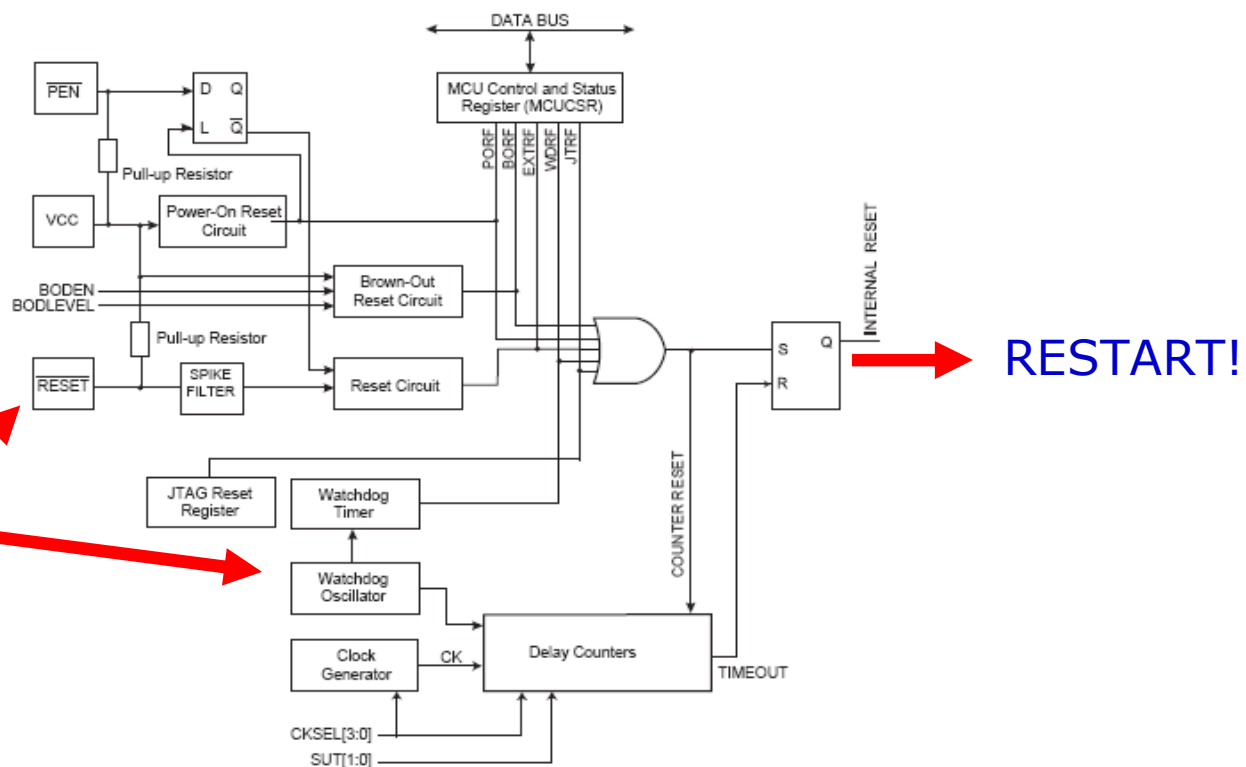 DATA BUS
PEN
D Q
L Q
MCU Control and Status
Register (MCUCSR)
PORF
BORF
EXTRF
WDRF
JTRF
Pull-up Resistor
VCC
Power-On Reset
Circuit
BODEN
BODLEVEL
Brown-Out
Reset Circuit
Pull-up Resistor
RESET
SPIKE
FILTER
Reset Circuit
S Q
R
INTERNAL RESET
RESTART!
JTAG Reset
Register
Watchdog
Timer
COUNTER RESET
Watchdog
Oscillator
Clock
Generator
CK
Delay Counters
TIMEOUT
CKSEL[3:0]
SUT[1:0]